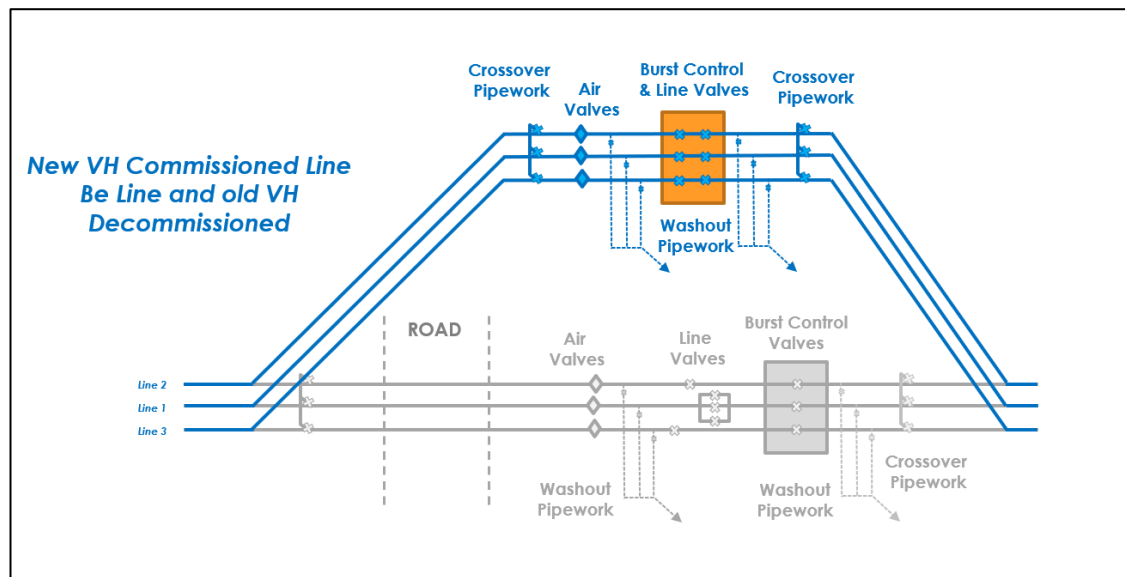 Crossover
Pipework
Air
Valves
Burst Control
& Line Valves
Crossover
Pipework
New VH Commissioned Line
Be Line and old VH
Decommissioned
Washout
Pipework
ROAD
Air
Valves
Line
Valves
Burst Control
Valves
Line 2
Line 1
Line 3
Crossover
Pipework
Washout
Pipework
Washout
Pipework